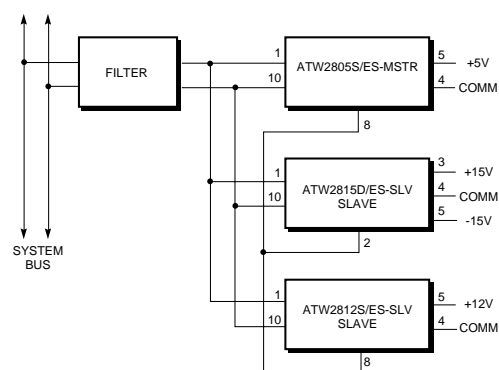 FILTER
SYSTEM
BUS
1
10
ATW2805S/ES-MSTR
5
+5V
4
COMM
8
1
10
ATW2815D/ES-SLV
SLAVE
3
+15V
4
COMM
5
-15V
2
1
10
ATW2812S/ES-SLV
SLAVE
5
+12V
4
COMM
8